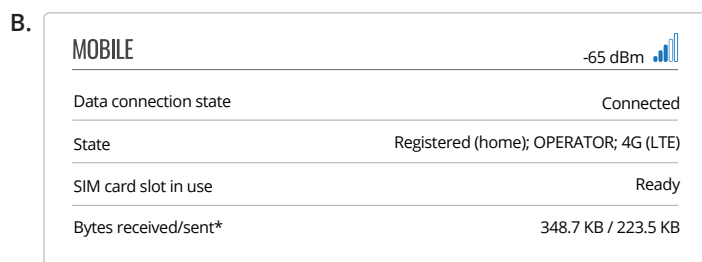 B.
MOBILE -65 dBm
Data connection state Connected
State Registered (home); OPERATOR; 4G (LTE)
SIM card slot in use Ready
Bytes received/sent* 348.7 KB / 223.5 KB